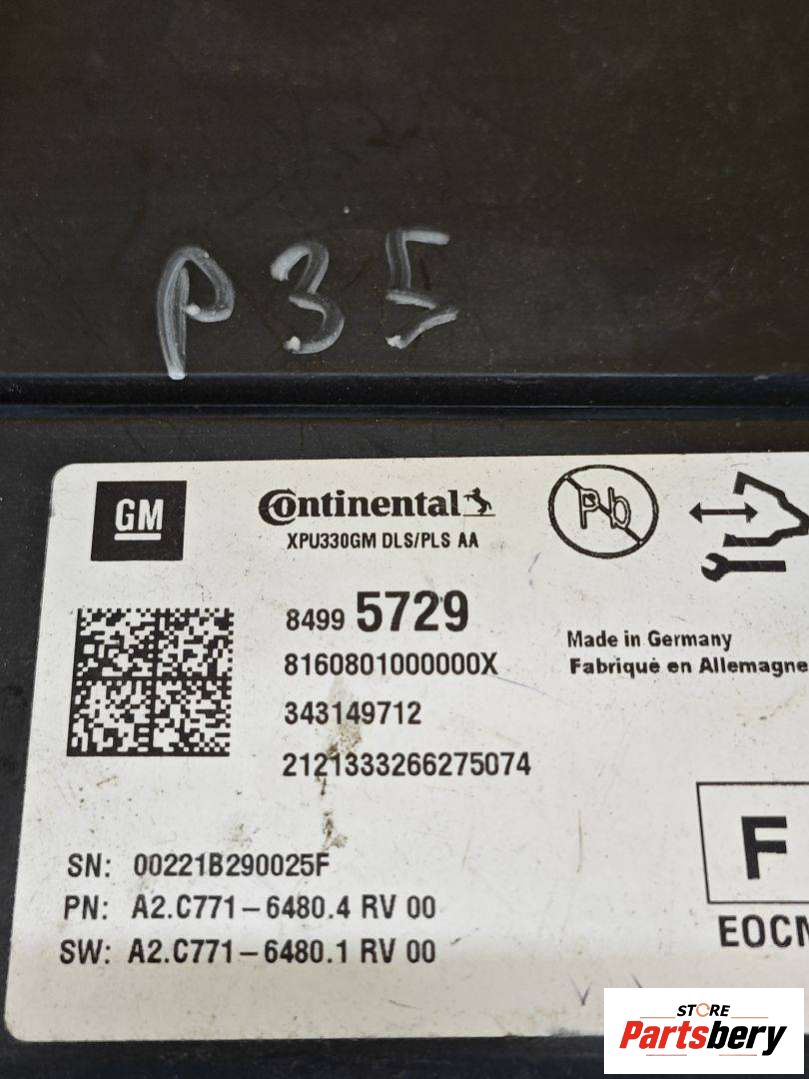 P35
GM
Continental
XPU330GM DLS/PLS AA
Pb
8499 5729
8160801000000X
343149712
2121333266275074
Made in Germany
Fabriqué en Allemagne
SN: 00221B290025F
PN: A2.C771-6480.4 RV 00
SW: A2.C771-6480.1 RV 00
F
EOCN
STORE
Partsbery